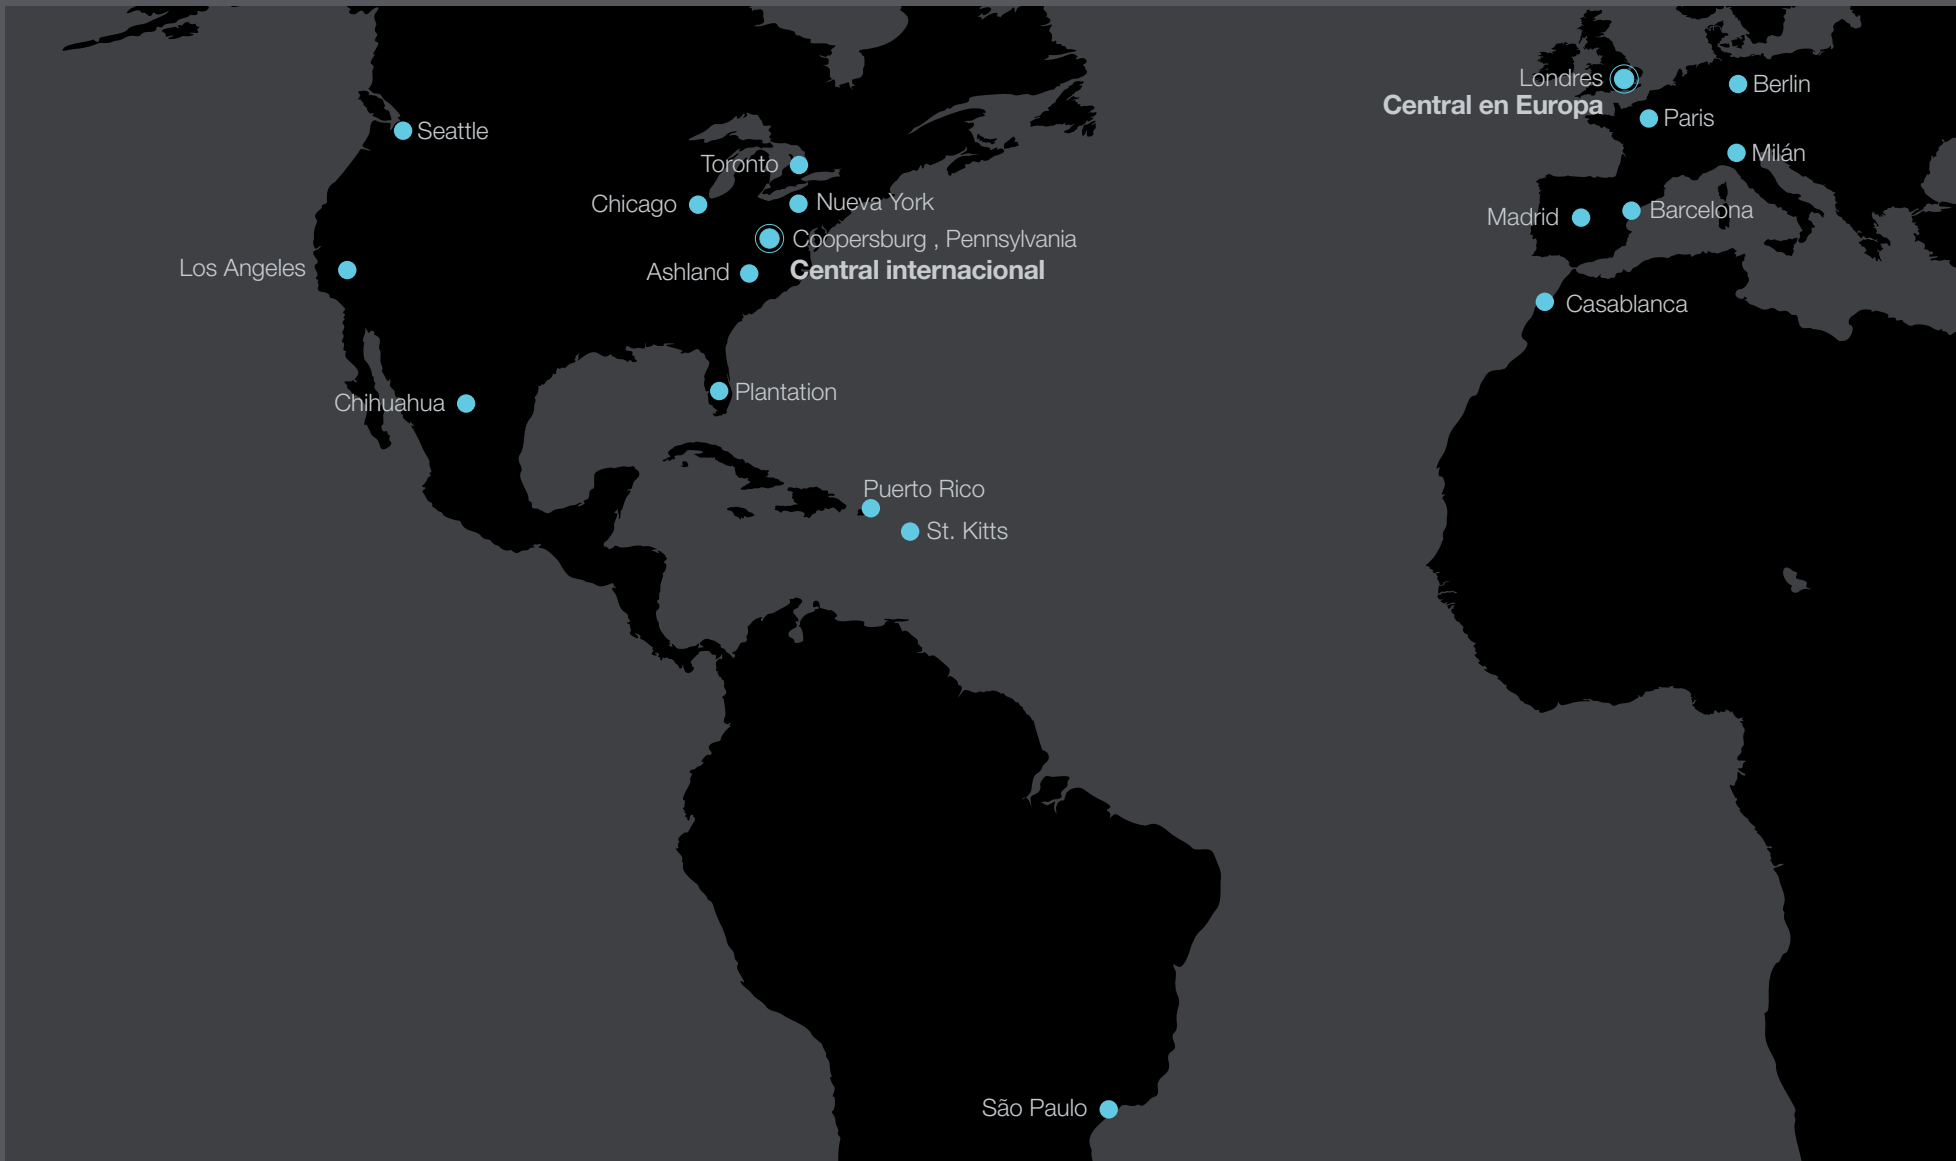 Londres
Central en Europa
Berlin
Paris
Seattle
Milán
Toronto
Chicago
Nueva York
Madrid
Barcelona
Coopersburg , Pennsylvania
Central internacional
Los Angeles
Ashland
Casablanca
Plantation
Chihuahua
Puerto Rico
St. Kitts
São Paulo